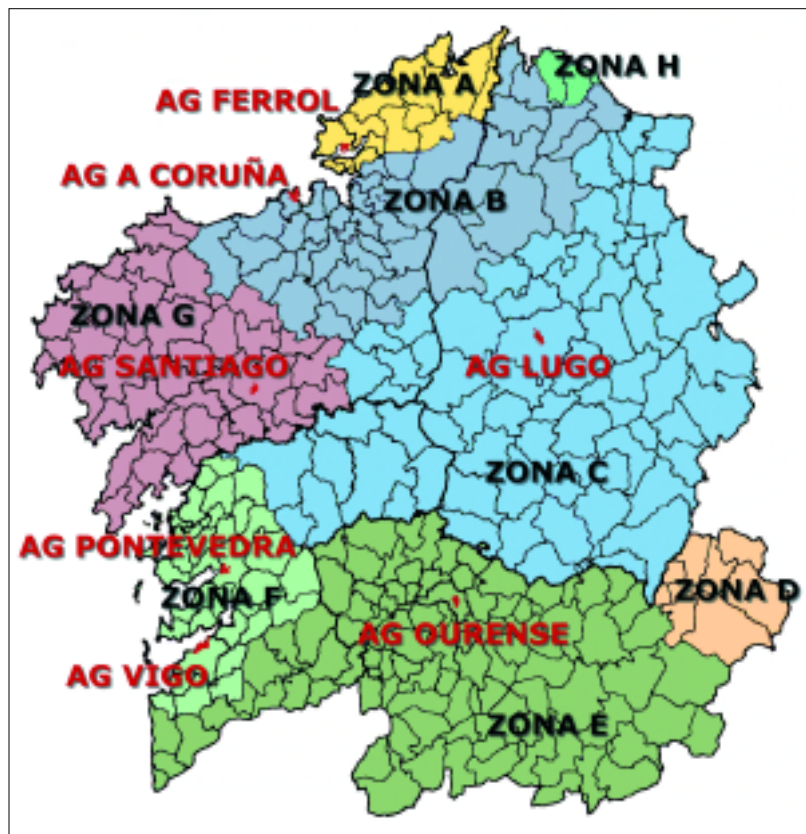 ZONA H
ZONA A
AG FERROL
AG A CORUÑA
ZONA B
ZONA G
AG SANTIAGO
AG LUGO
ZONA C
AG PONTEVEDRA
ZONA F
ZONA D
AG OURENSE
AG VIGO
ZONA E